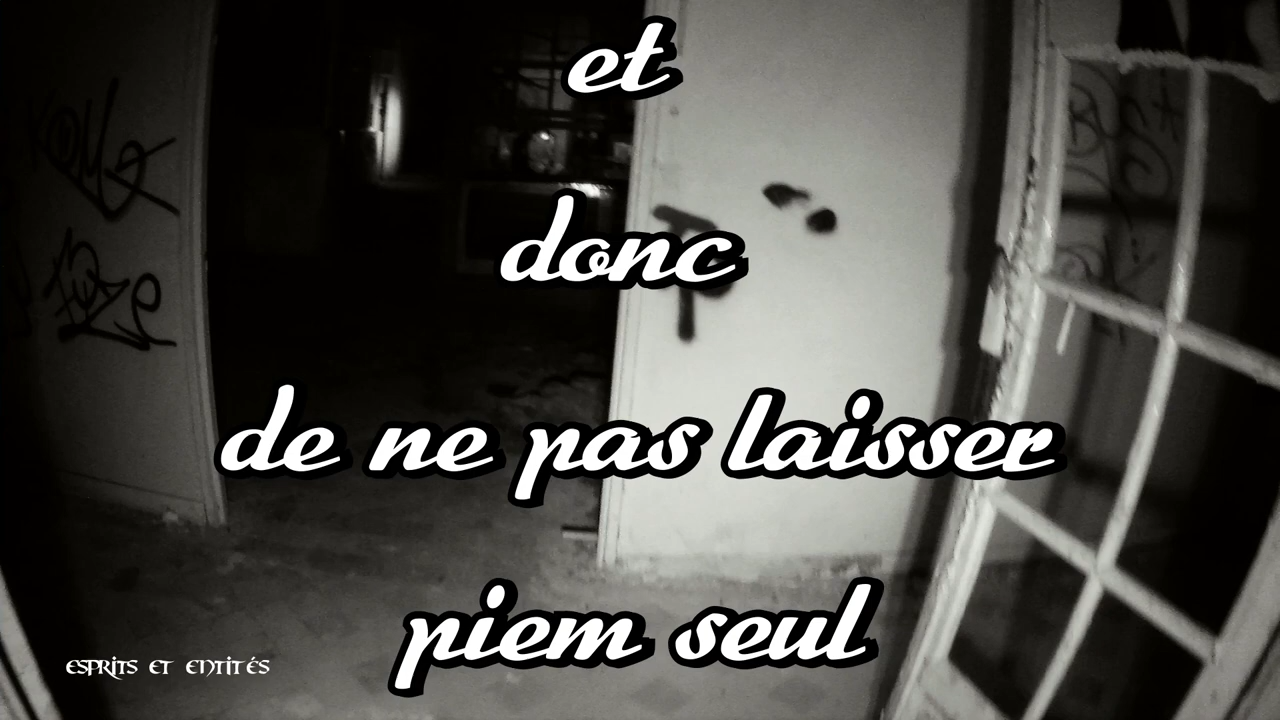 et
donc
de ne pas laisser
piem seul
ESPRITS ET ENTITÉS